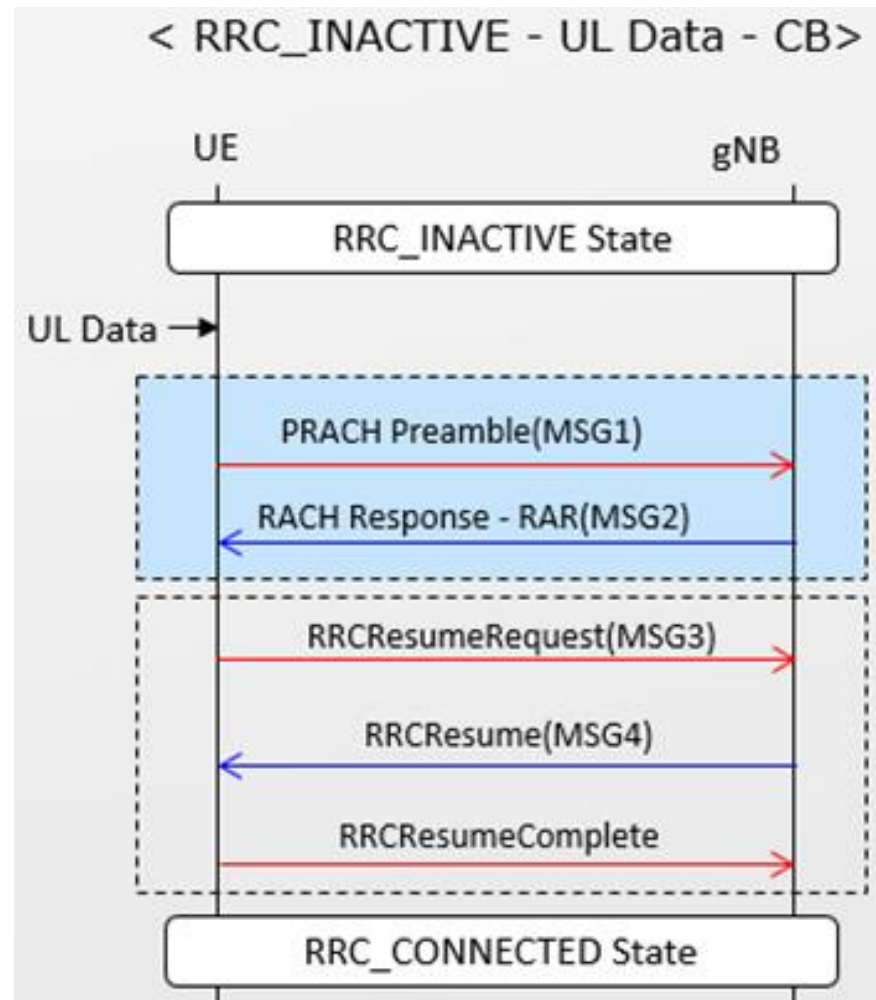 < RRC_INACTIVE - UL Data - CB>
UE
gNB
RRC_INACTIVE State
UL Data
PRACH Preamble(MSG1)
RACH Response - RAR(MSG2)
RRCResumeRequest(MSG3)
RRCResume(MSG4)
RRCResumeComplete
RRC_CONNECTED State